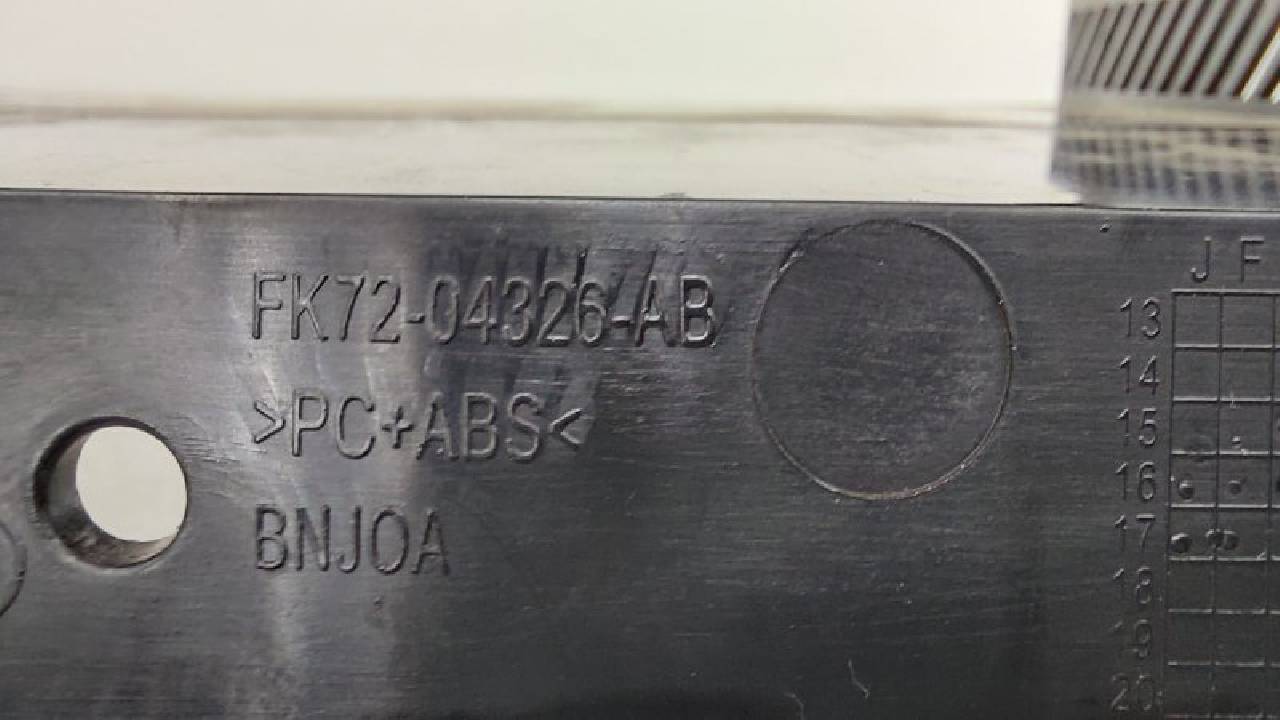 FK72-04326-AB
>PC+ABS<
BNJOA
J F
13
14
15
16
17
18
19
20